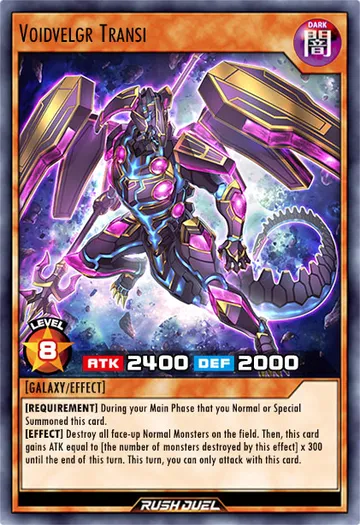 VOIDVELGR TRANSI
DARK
闇
LEVEL
8
ATK 2400 DEF 2000
[GALAXY/EFFECT]
[REQUIREMENT] During your Main Phase that you Normal or Special
Summoned this card.
[EFFECT] Destroy all face-up Normal Monsters on the field. Then, this card
gains ATK equal to [the number of monsters destroyed by this effect] x 300
until the end of this turn. This turn, you can only attack with this card.
RUSH DUEL